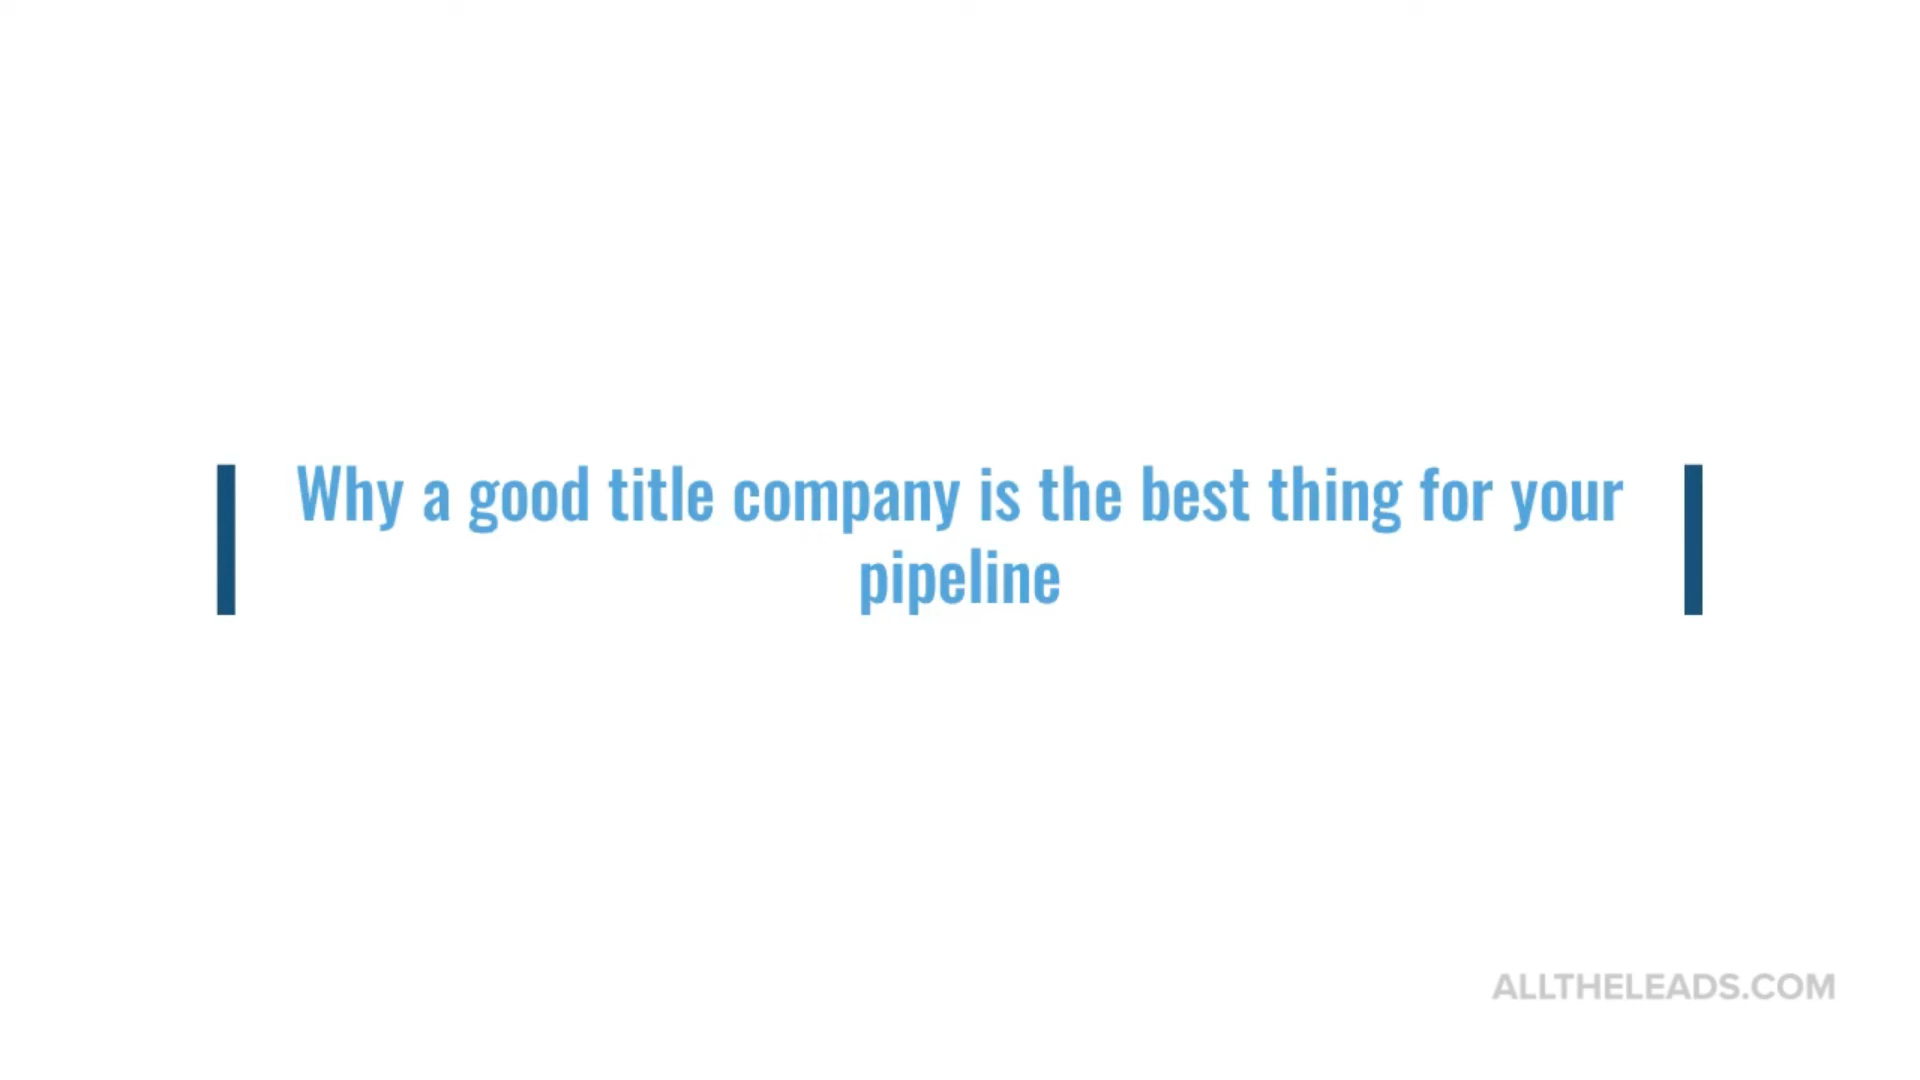 Why a good title company is the best thing for your
pipeline
ALLTHELEADS.COM